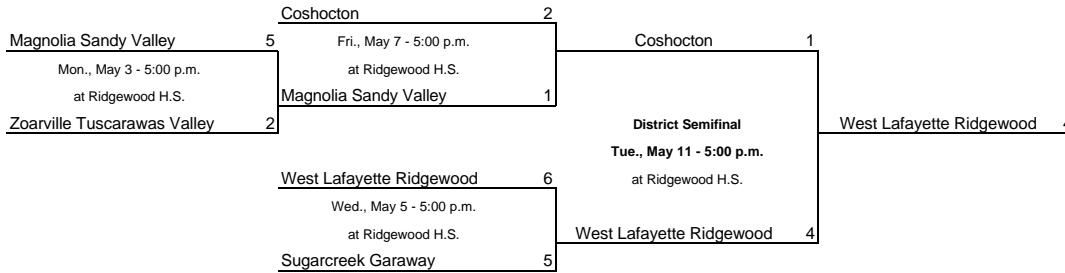 Coshocton 2
Magnolia Sandy Valley 5
Fri., May 7 - 5:00 p.m.
Coshocton 1
Mon., May 3 - 5:00 p.m.
at Ridgewood H.S.
at Ridgewood H.S.
Magnolia Sandy Valley 1
Zoarville Tuscarawas Valley 2
District Semifinal
West Lafayette Ridgewood
Tue., May 11 - 5:00 p.m.
West Lafayette Ridgewood 6
at Ridgewood H.S.
Wed., May 5 - 5:00 p.m.
at Ridgewood H.S.
West Lafayette Ridgewood 4
Sugarcreek Garaway 5